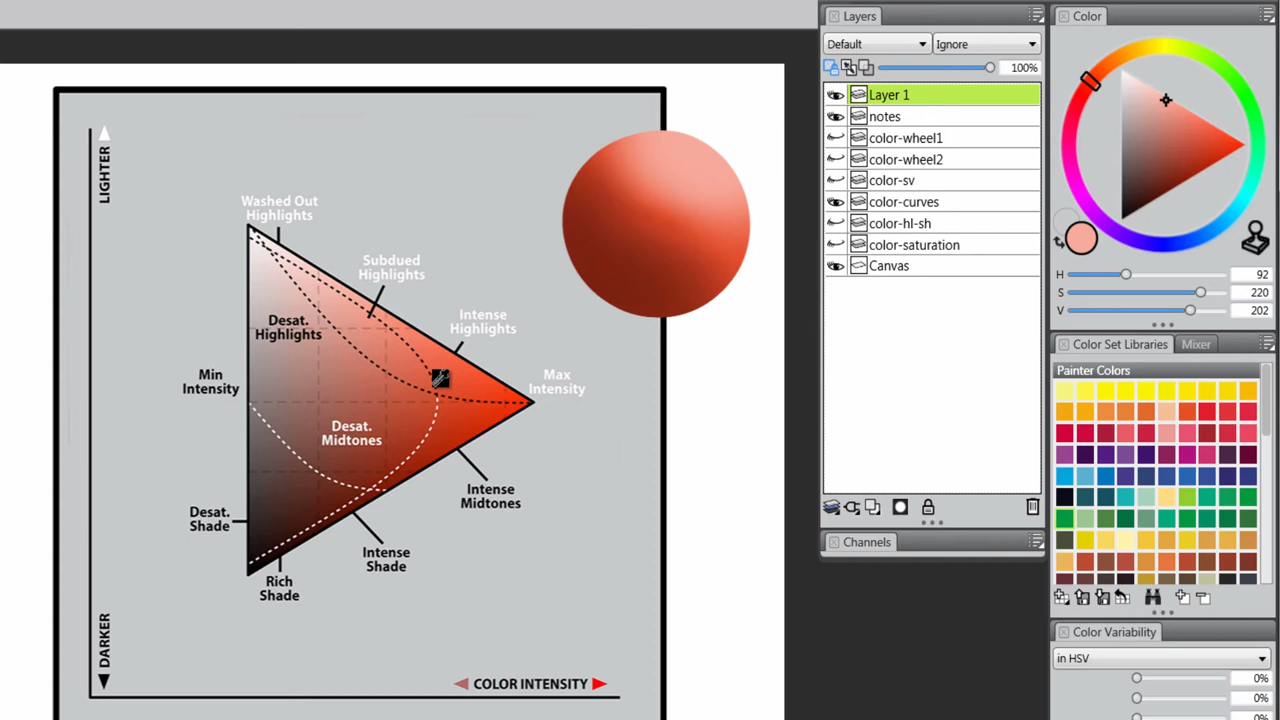 LIGHTER
Washed Out
Highlights
Subdued
Highlights
Intense
Highlights
Desat.
Highlights
Min
Intensity
Max
Intensity
Desat.
Midtones
Intense
Midtones
Desat.
Shade
Intense
Shade
Rich
Shade
DARKER
COLOR INTENSITY
Layers
Default
Ignore
100%
Layer 1
notes
color-wheel1
color-wheel2
color-sv
color-curves
color-hl-sh
color-saturation
Canvas
Channels
Color
H 92
S 220
V 202
Color Set Libraries
Mixer
Painter Colors
Color Variability
in HSV
0%
0%
0%